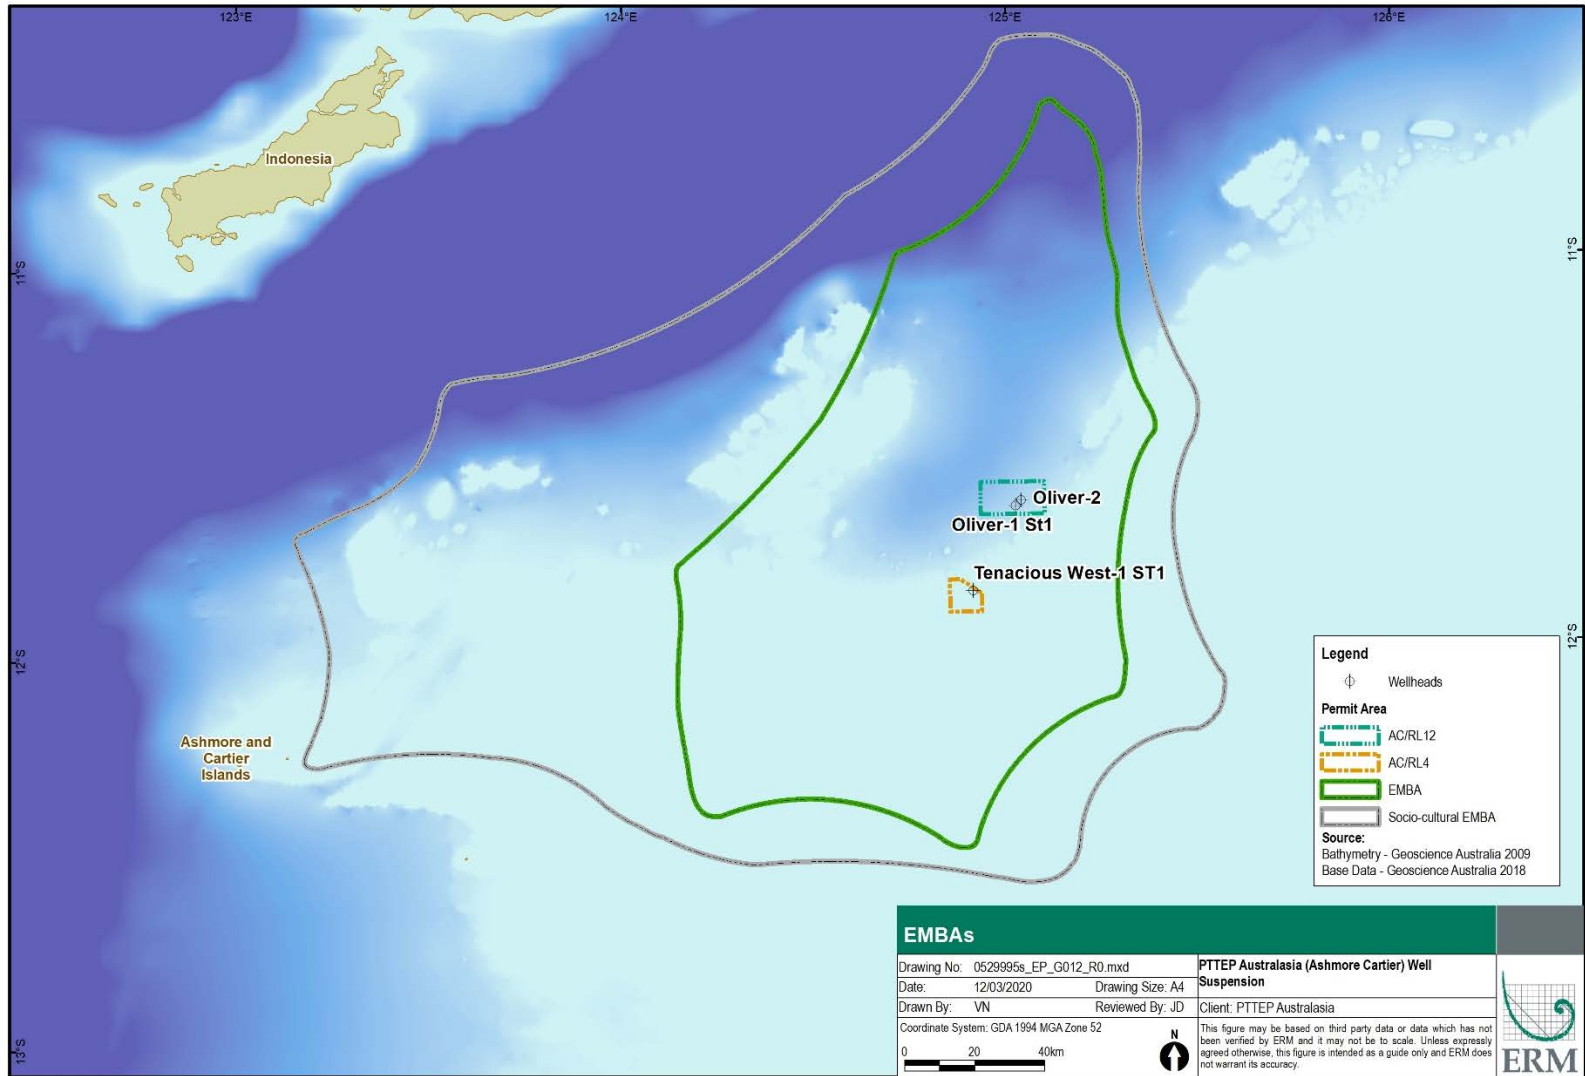 123°E
124°E
125°E
126°E
Indonesia
11°S
11°S
Oliver-2
Oliver-1 St1
Tenacious West-1 ST1
12°S
12°S
Ashmore and
Cartier
Islands
13°S
Legend
Wellheads
Permit Area
AC/RL12
AC/RL4
EMBA
Socio-cultural EMBA
Source:
Bathymetry - Geoscience Australia 2009
Base Data - Geoscience Australia 2018
EMBAs
Drawing No: 0529995s_EP_G012_R0.mxd
Date: 12/03/2020 Drawing Size: A4
Drawn By: VN Reviewed By: JD
Coordinate System: GDA 1994 MGA Zone 52
0 20 40km
N
PTTEP Australasia (Ashmore Cartier) Well
Suspension
Client: PTTEP Australasia
This figure may be based on third party data or data which has not
been verified by ERM and it may not be to scale. Unless expressly
agreed otherwise, this figure is intended as a guide only and ERM does
not warrant its accuracy.
ERM